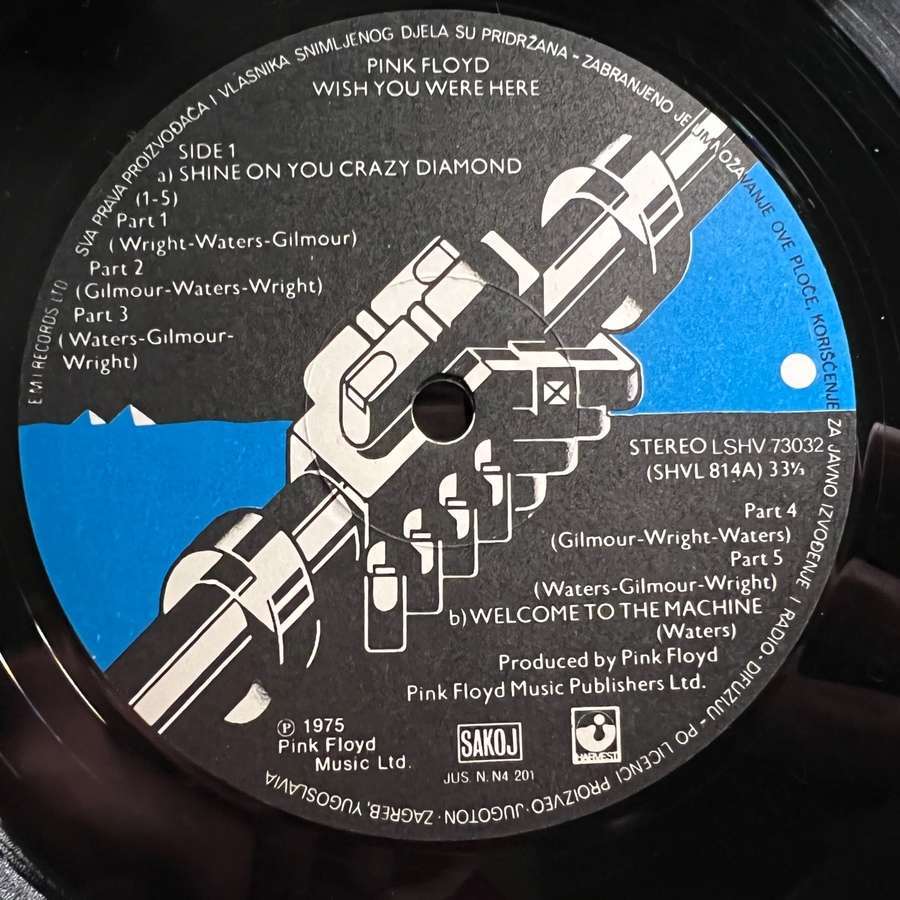 PINK FLOYD
WISH YOU WERE HERE
SIDE 1
a) SHINE ON YOU CRAZY DIAMOND
(1-5)
Part 1
(Wright-Waters-Gilmour)
Part 2
(Gilmour-Waters-Wright)
Part 3
(Waters-Gilmour-
Wright)
STEREO LSHV 73032
(SHVL 814A) 33⅓
Part 4
(Gilmour-Wright-Waters)
Part 5
(Waters-Gilmour-Wright)
b) WELCOME TO THE MACHINE
(Waters)
Produced by Pink Floyd
Pink Floyd Music Publishers Ltd.
℗ 1975
Pink Floyd
Music Ltd.
SAKOJ
JUS. N. N4 201
HARVEST
EMI RECORDS LTD SVA PRAVA PROIZVOĐAČA I VLASNIKA SNIMLJENOG DJELA SU PRIDRŽANA - ZABRANJENO JE UMNOŽAVANJE OVE PLOČE, KORIŠĆENJE ZA JAVNO IZVOĐENJE I RADIO-DIFUZIJU - PO LICENCI PROIZVEO · JUGOTON · ZAGREB, YUGOSLAVIA